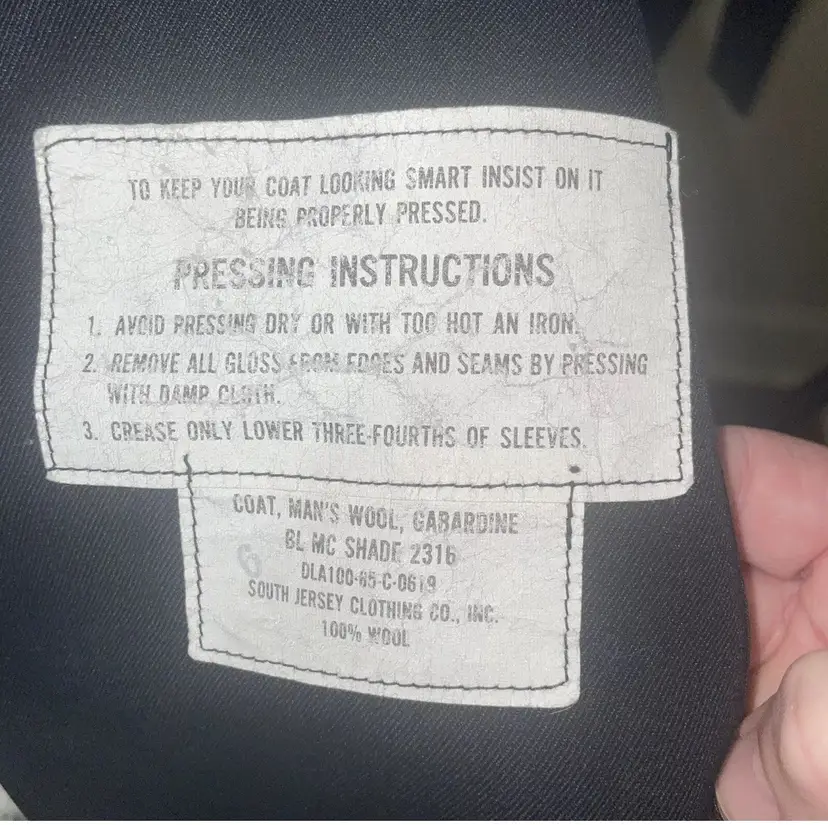 TO KEEP YOUR COAT LOOKING SMART INSIST ON IT
BEING PROPERLY PRESSED.
PRESSING INSTRUCTIONS
1. AVOID PRESSING DRY OR WITH TOO HOT AN IRON.
2. REMOVE ALL GLOSS FROM EDGES AND SEAMS BY PRESSING
WITH DAMP CLOTH.
3. CREASE ONLY LOWER THREE-FOURTHS OF SLEEVES.
COAT, MAN'S WOOL, GABARDINE
BL MC SHADE 2316
DLA100-85-C-0619
SOUTH JERSEY CLOTHING CO., INC.
100% WOOL